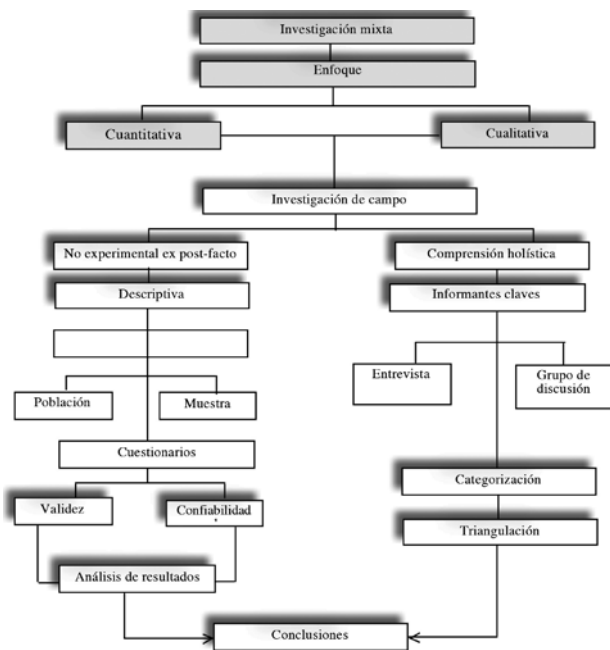 Investigación mixta
Enfoque
Cuantitativa
Cualitativa
Investigación de campo
No experimental ex post-facto
Comprensión holística
Descriptiva
Informantes claves
Entrevista
Grupo de
discusión
Población
Muestra
Cuestionarios
Categorización
Validez
Confiabilidad
Triangulación
Análisis de resultados
Conclusiones